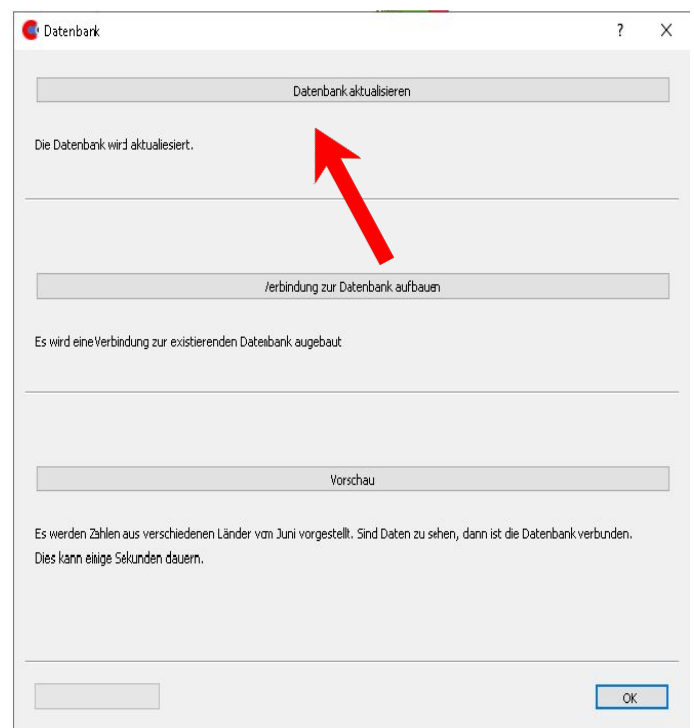 Datenbank
Datenbank aktualisieren
Die Datenbank wird aktualiesiert.
Verbindung zur Datenbank aufbauen
Es wird eine Verbindung zur existierenden Datenbank augebaut
Vorschau
Es werden Zahlen aus verschiedenen Länder vom Juni vorgestellt. Sind Daten zu sehen, dann ist die Datenbank verbunden.
Dies kann einige Sekunden dauern.
OK